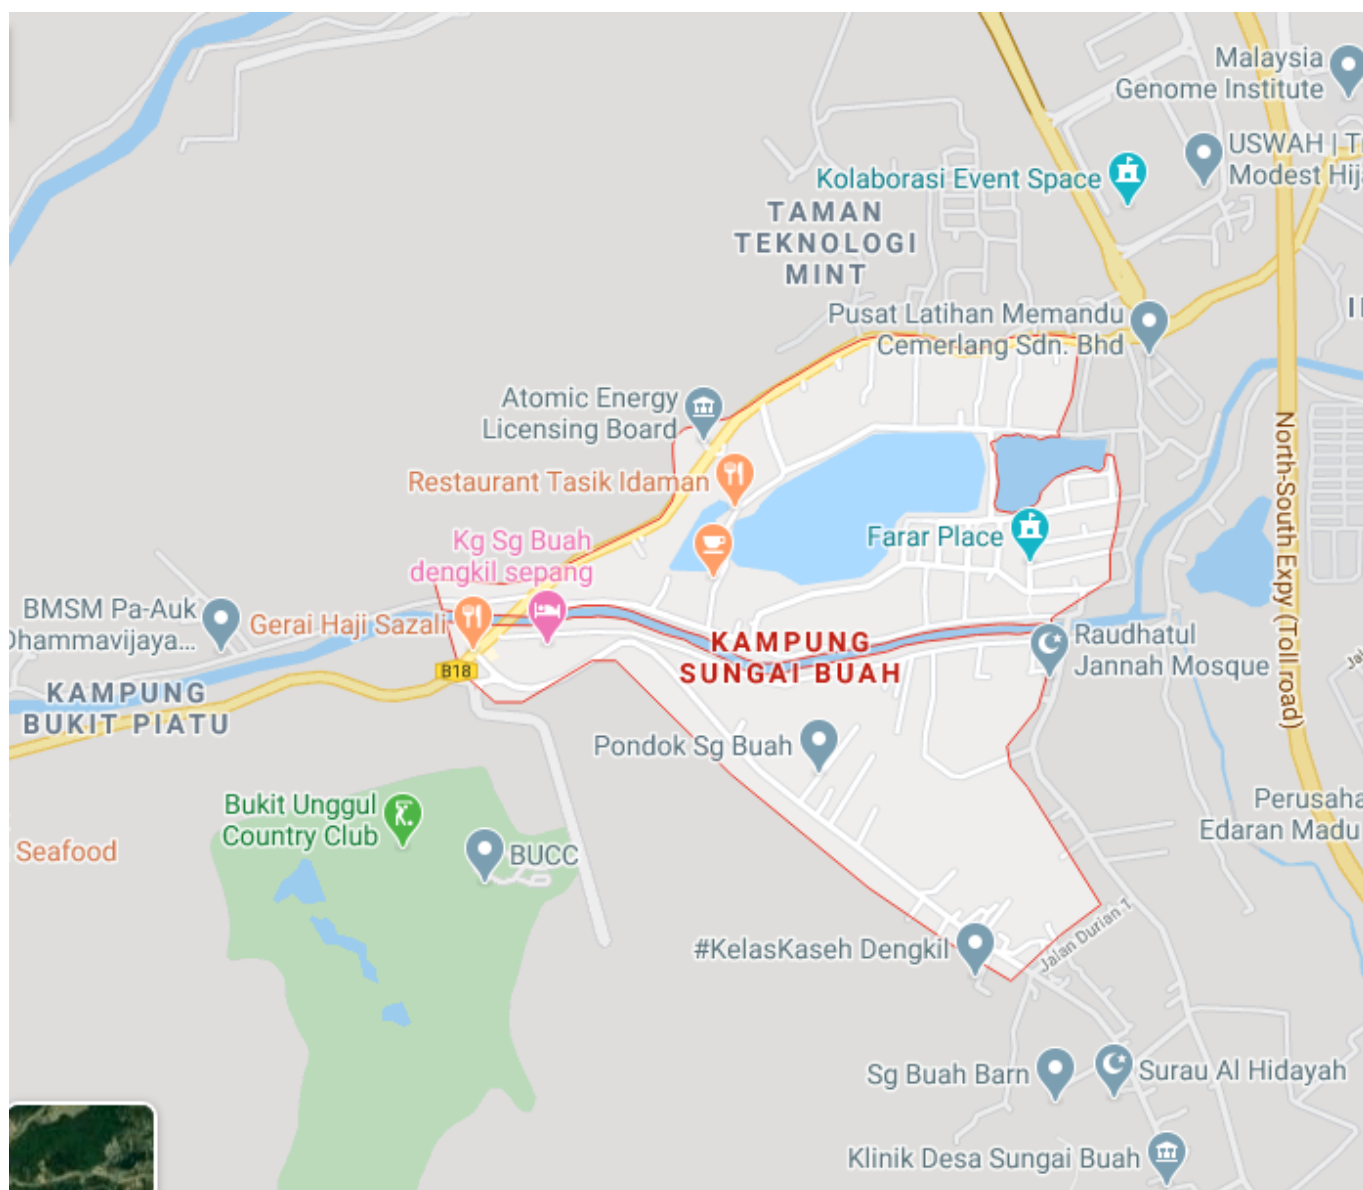 Malaysia
Genome Institute
USWAH | T
Modest Hij
Kolaborasi Event Space
TAMAN
TEKNOLOGI
MINT
Pusat Latihan Memandu
Cemerlang Sdn. Bhd
Atomic Energy
Licensing Board
Restaurant Tasik Idaman
North-South Expy (Toll road)
Farar Place
Kg Sg Buah
dengkil sepang
BMSM Pa-Auk
Dhammavijaya...
Gerai Haji Sazali
KAMPUNG
SUNGAI BUAH
Raudhatul
Jannah Mosque
B18
KAMPUNG
BUKIT PIATU
Pondok Sg Buah
Bukit Unggul
Country Club
Perusaha
Edaran Madu
Seafood
BUCC
#KelasKaseh Dengkil
Jalan Durian 1
Sg Buah Barn
Surau Al Hidayah
Klinik Desa Sungai Buah